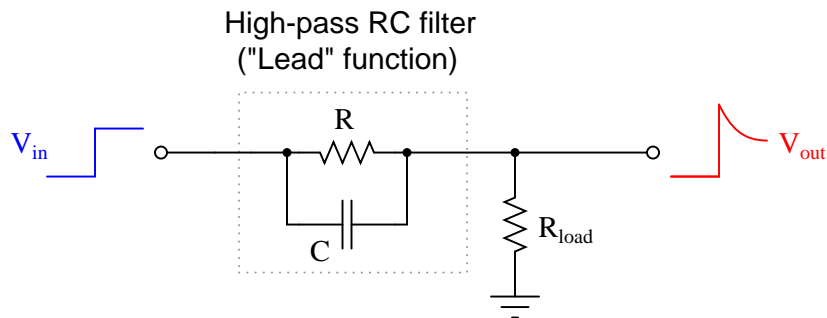 High-pass RC filter
("Lead" function)
V_in
R
C
R_load
V_out